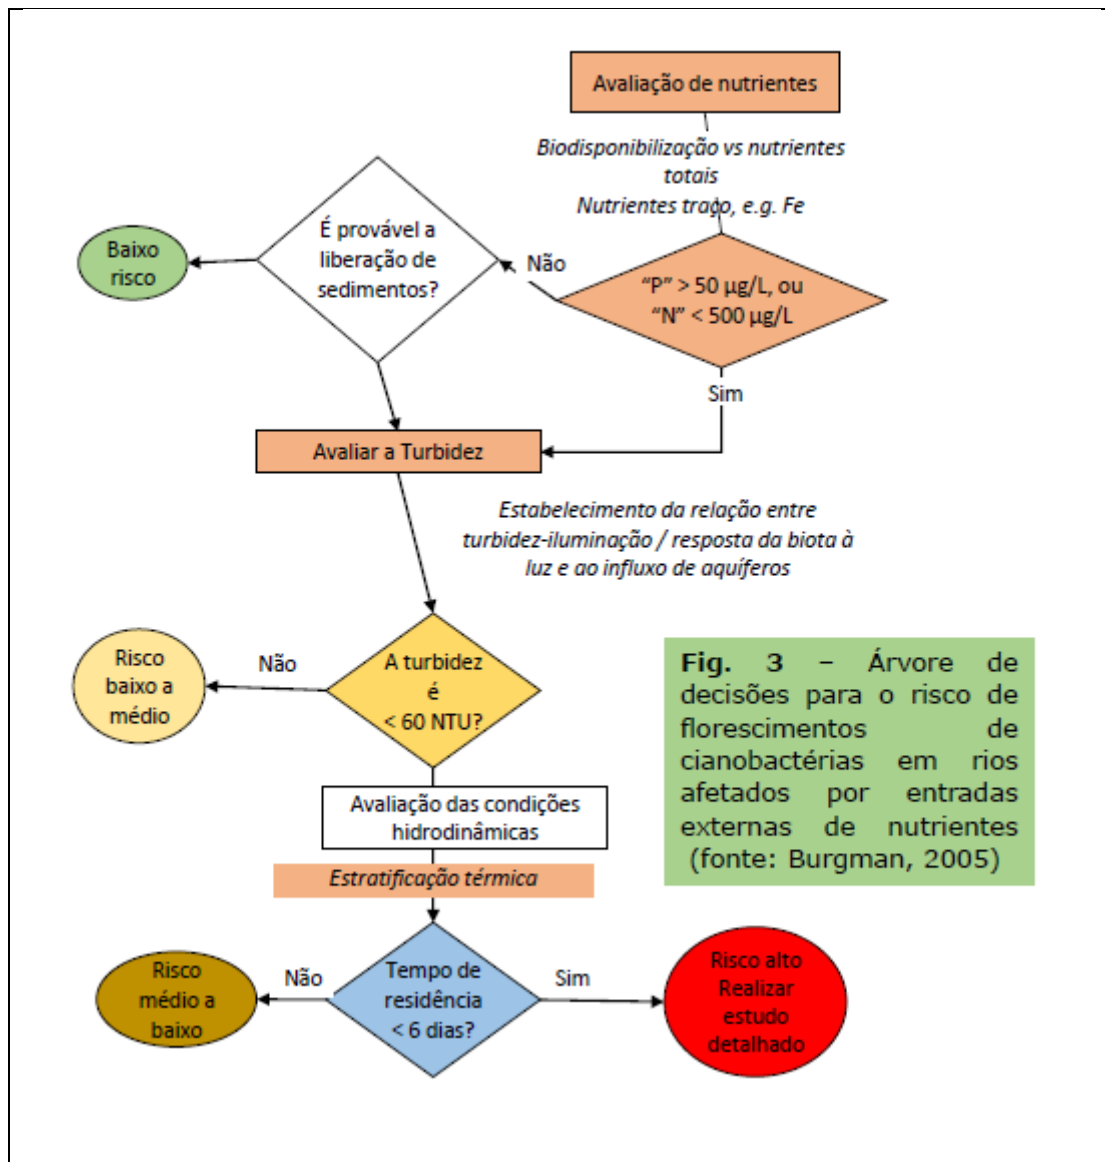 Avaliação de nutrientes
Biodisponibilização vs nutrientes
totais
Nutrientes traço, e.g. Fe
É provável a
liberação de
sedimentos?
Baixo
risco
Não
“P” > 50 µg/L, ou
“N” < 500 µg/L
Sim
Avaliar a Turbidez
Estabelecimento da relação entre
turbidez-iluminação / resposta da biota à
luz e ao influxo de aquíferos
Risco
baixo a
médio
Não
A turbidez
é
< 60 NTU?
Fig. 3 – Árvore de
decisões para o risco de
florescimentos de
cianobactérias em rios
afetados por entradas
externas de nutrientes
(fonte: Burgman, 2005)
Avaliação das condições
hidrodinâmicas
Estratificação térmica
Risco
médio a
baixo
Não
Tempo de
residência
< 6 dias?
Sim
Risco alto
Realizar
estudo
detalhado